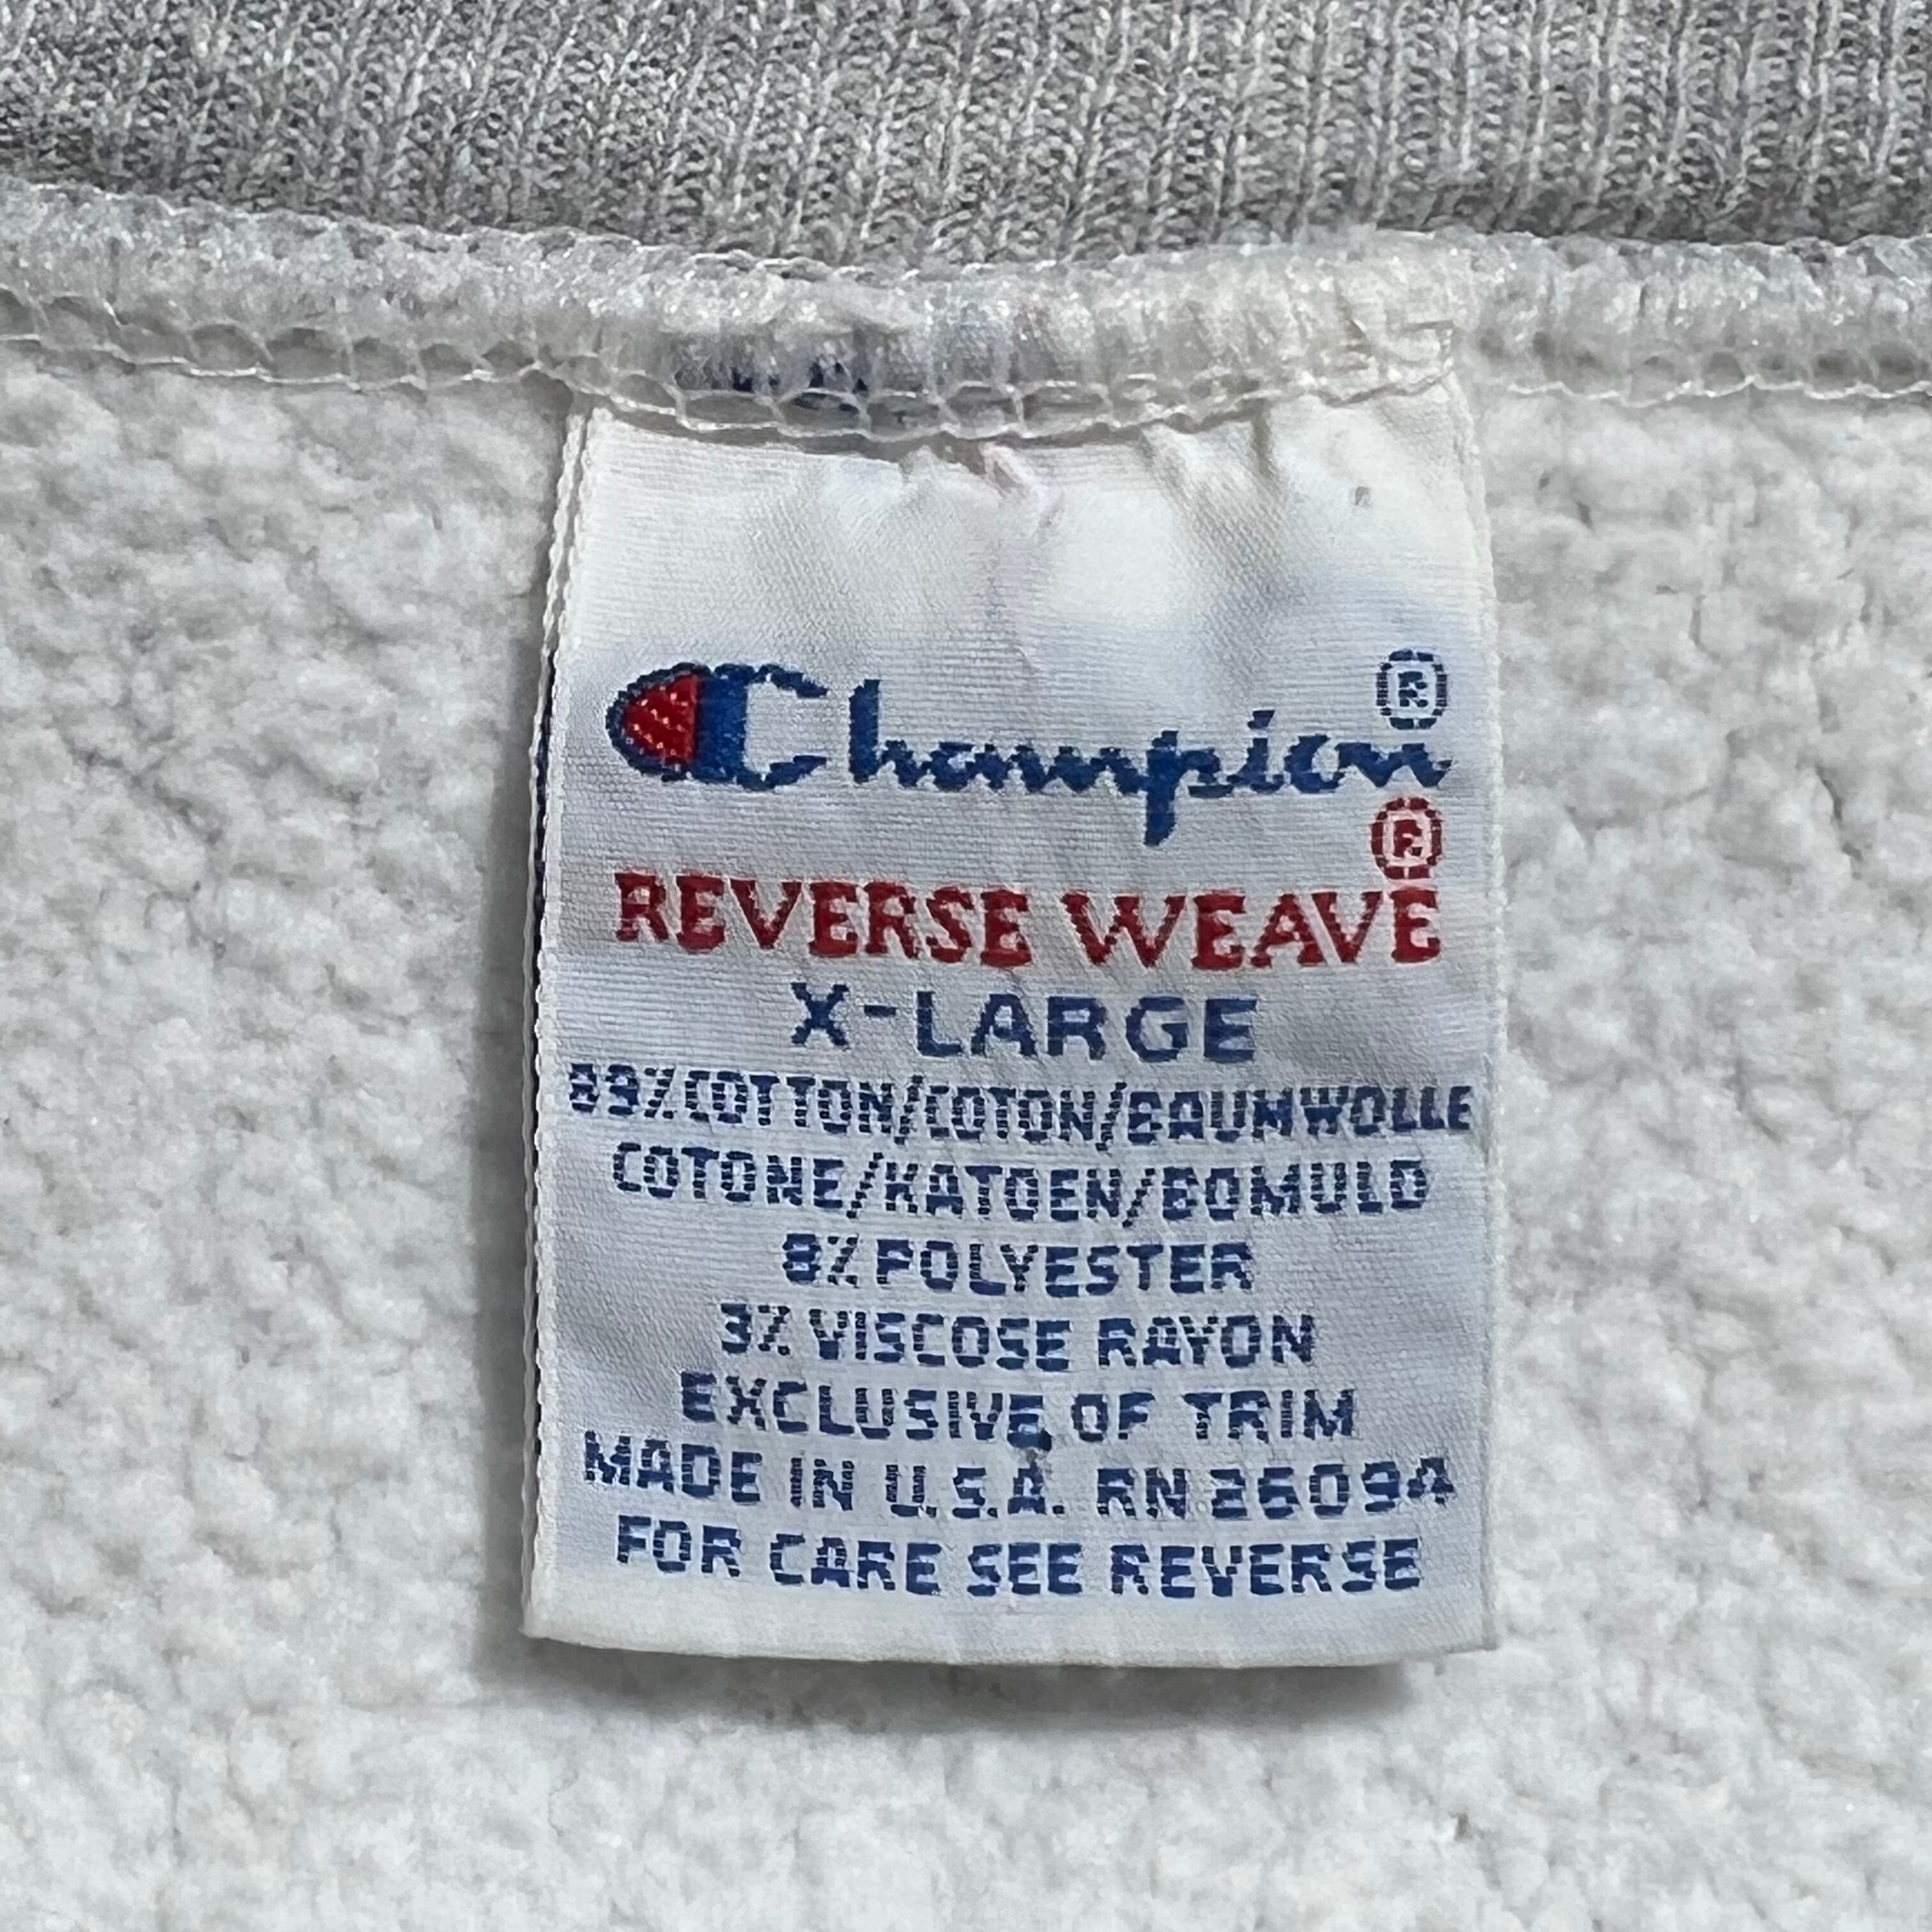 Champion®
REVERSE WEAVE®
X-LARGE
89%COTTON/COTON/BAUMWOLLE
COTONE/KATOEN/BOMULD
8% POLYESTER
3% VISCOSE RAYON
EXCLUSIVE OF TRIM
MADE IN U.S.A. RN 26094
FOR CARE SEE REVERSE